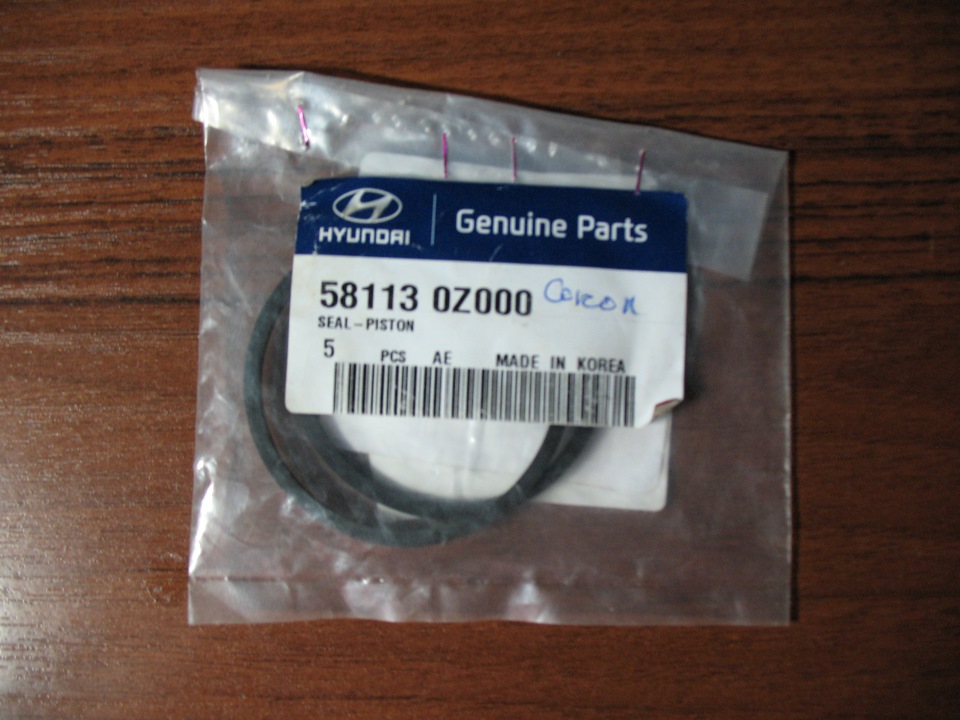 HYUNDAI
Genuine Parts
58113 0Z000
SEAL-PISTON
5 PCS AE MADE IN KOREA